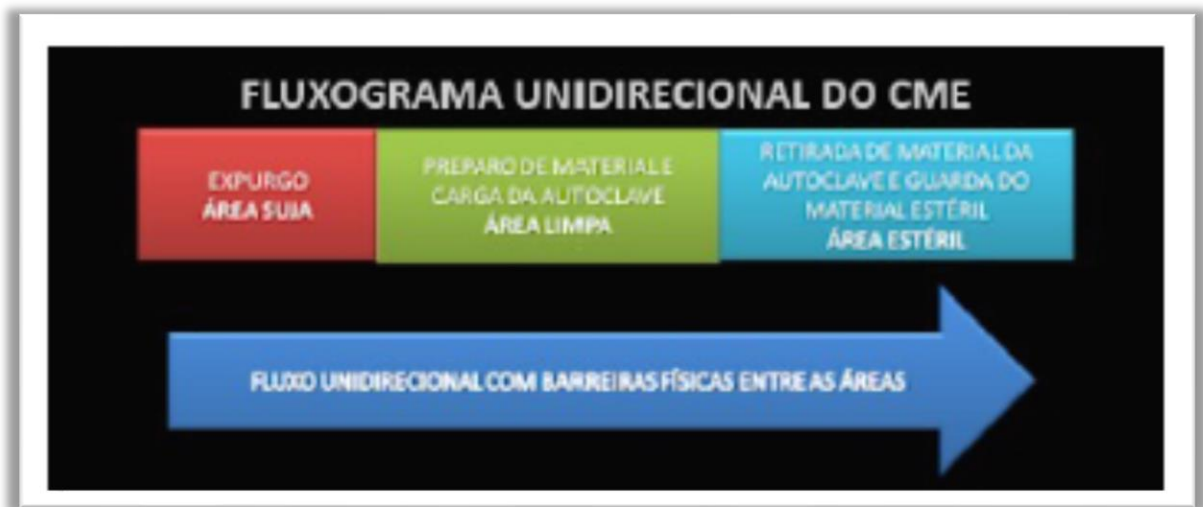 FLUXOGRAMA UNIDIRECIONAL DO CME
EXPURGO
ÁREA SUJA
PREPARO DE MATERIAL E
CARGA DA AUTOCLAVE
ÁREA LIMPA
RETIRADA DE MATERIAL DA
AUTOCLAVE E GUARDA DO
MATERIAL ESTÉRIL
ÁREA ESTÉRIL
FLUXO UNIDIRECIONAL COM BARREIRAS FÍSICAS ENTRE AS ÁREAS